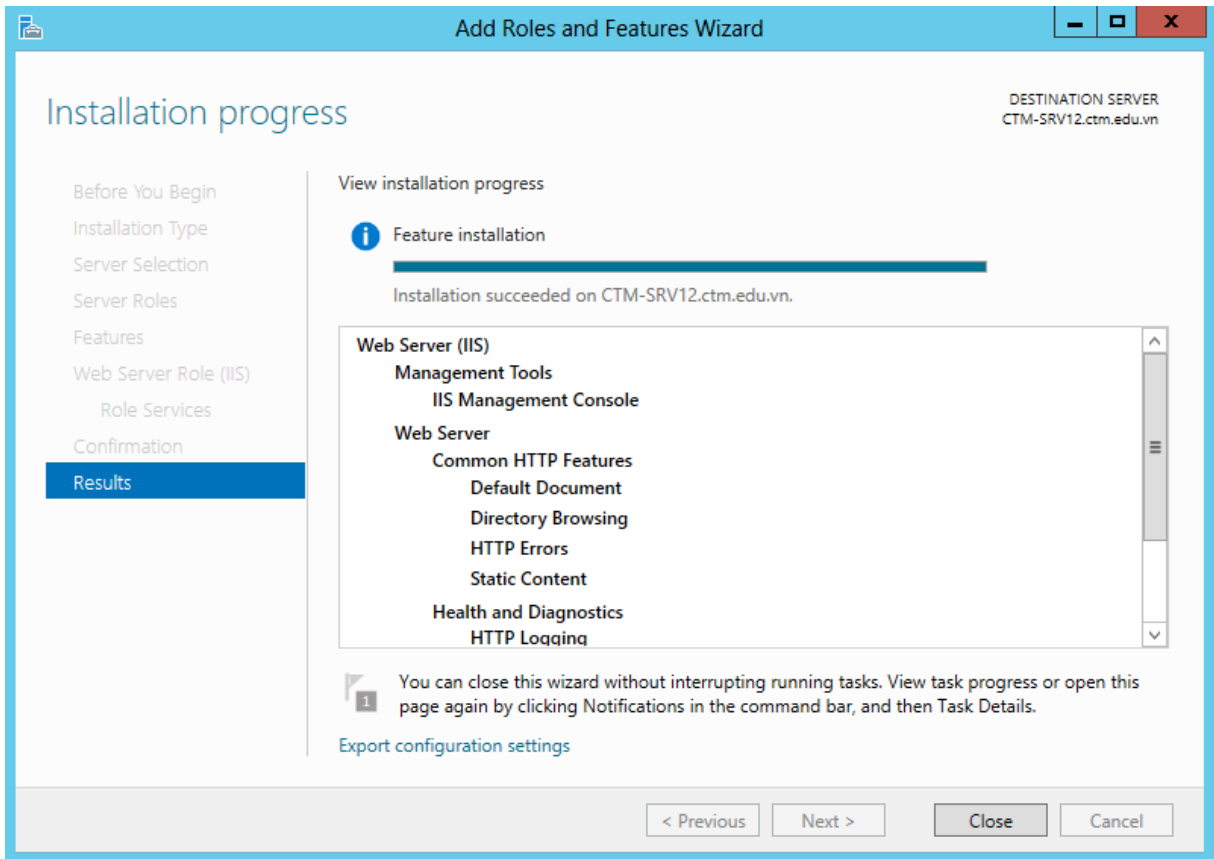 Add Roles and Features Wizard
Installation progress
DESTINATION SERVER
CTM-SRV12.ctm.edu.vn
Before You Begin
Installation Type
Server Selection
Server Roles
Features
Web Server Role (IIS)
Role Services
Confirmation
Results
View installation progress
Feature installation
Installation succeeded on CTM-SRV12.ctm.edu.vn.
Web Server (IIS)
Management Tools
IIS Management Console
Web Server
Common HTTP Features
Default Document
Directory Browsing
HTTP Errors
Static Content
Health and Diagnostics
HTTP Logging
1
You can close this wizard without interrupting running tasks. View task progress or open this
page again by clicking Notifications in the command bar, and then Task Details.
Export configuration settings
< Previous
Next >
Close
Cancel